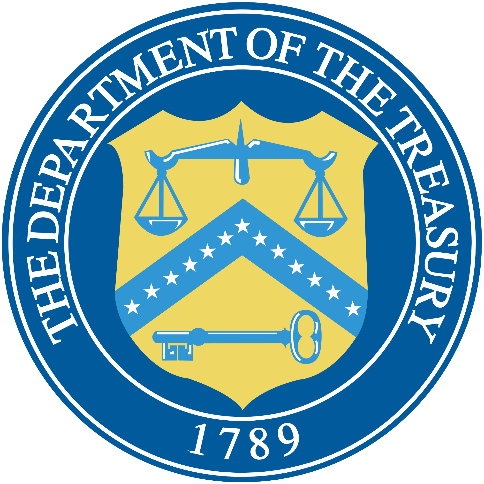 THE DEPARTMENT OF THE TREASURY
1789